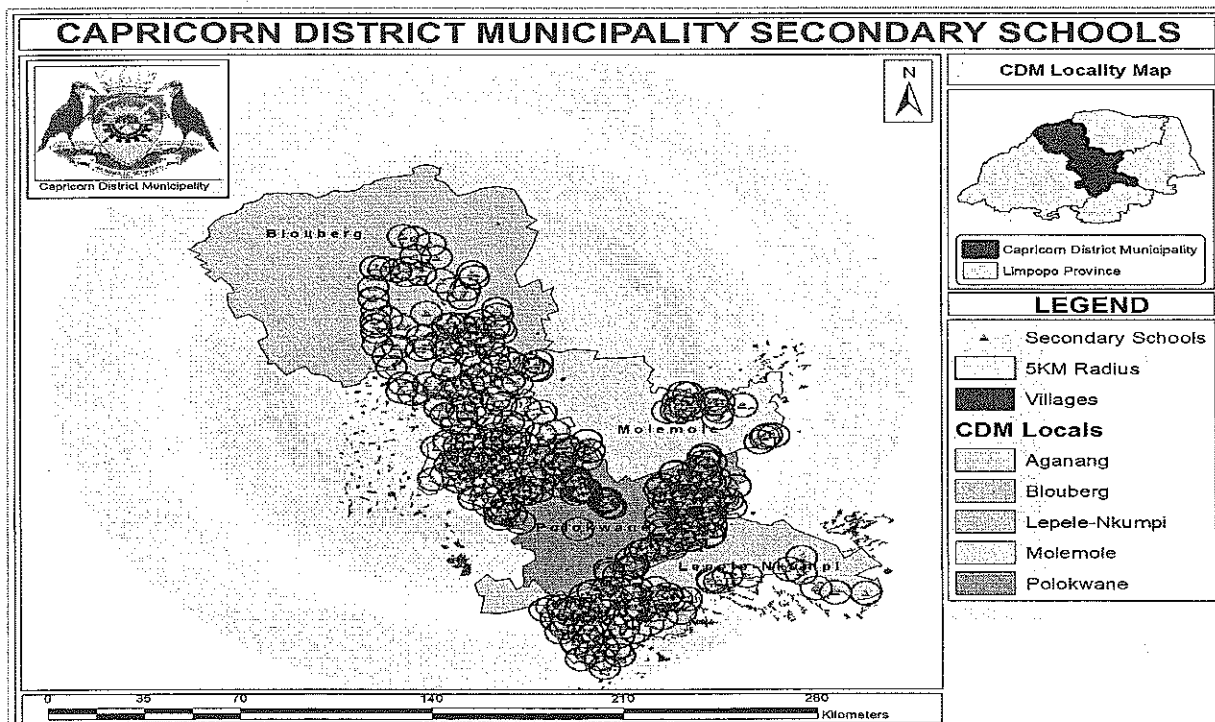 CAPRICORN DISTRICT MUNICIPALITY SECONDARY SCHOOLS
Capricorn District Municipality
N
Blouberg
Molemole
Polokwane
Lepele-Nkumpi
0 35 70 140 210 280
Kilometers
CDM Locality Map
Capricorn District Municipality
Limpopo Province
LEGEND
Secondary Schools
5KM Radius
Villages
CDM Locals
Aganang
Blouberg
Lepele-Nkumpi
Molemole
Polokwane